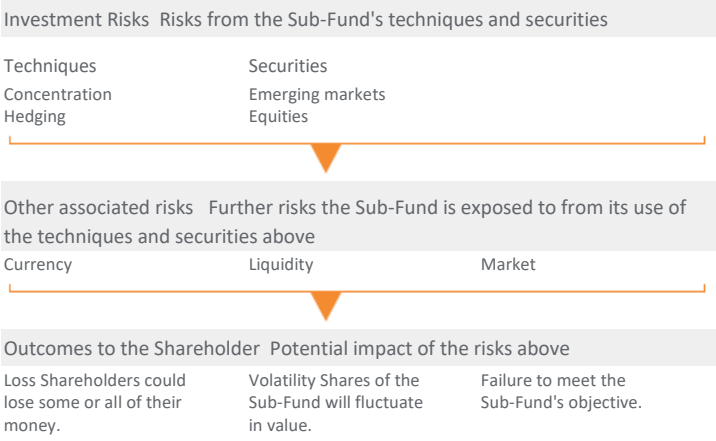 Investment Risks  Risks from the Sub-Fund's techniques and securities
Techniques
Concentration
Hedging
Securities
Emerging markets
Equities
Other associated risks  Further risks the Sub-Fund is exposed to from its use of
the techniques and securities above
Currency
Liquidity
Market
Outcomes to the Shareholder  Potential impact of the risks above
Loss Shareholders could
lose some or all of their
money.
Volatility Shares of the
Sub-Fund will fluctuate
in value.
Failure to meet the
Sub-Fund's objective.